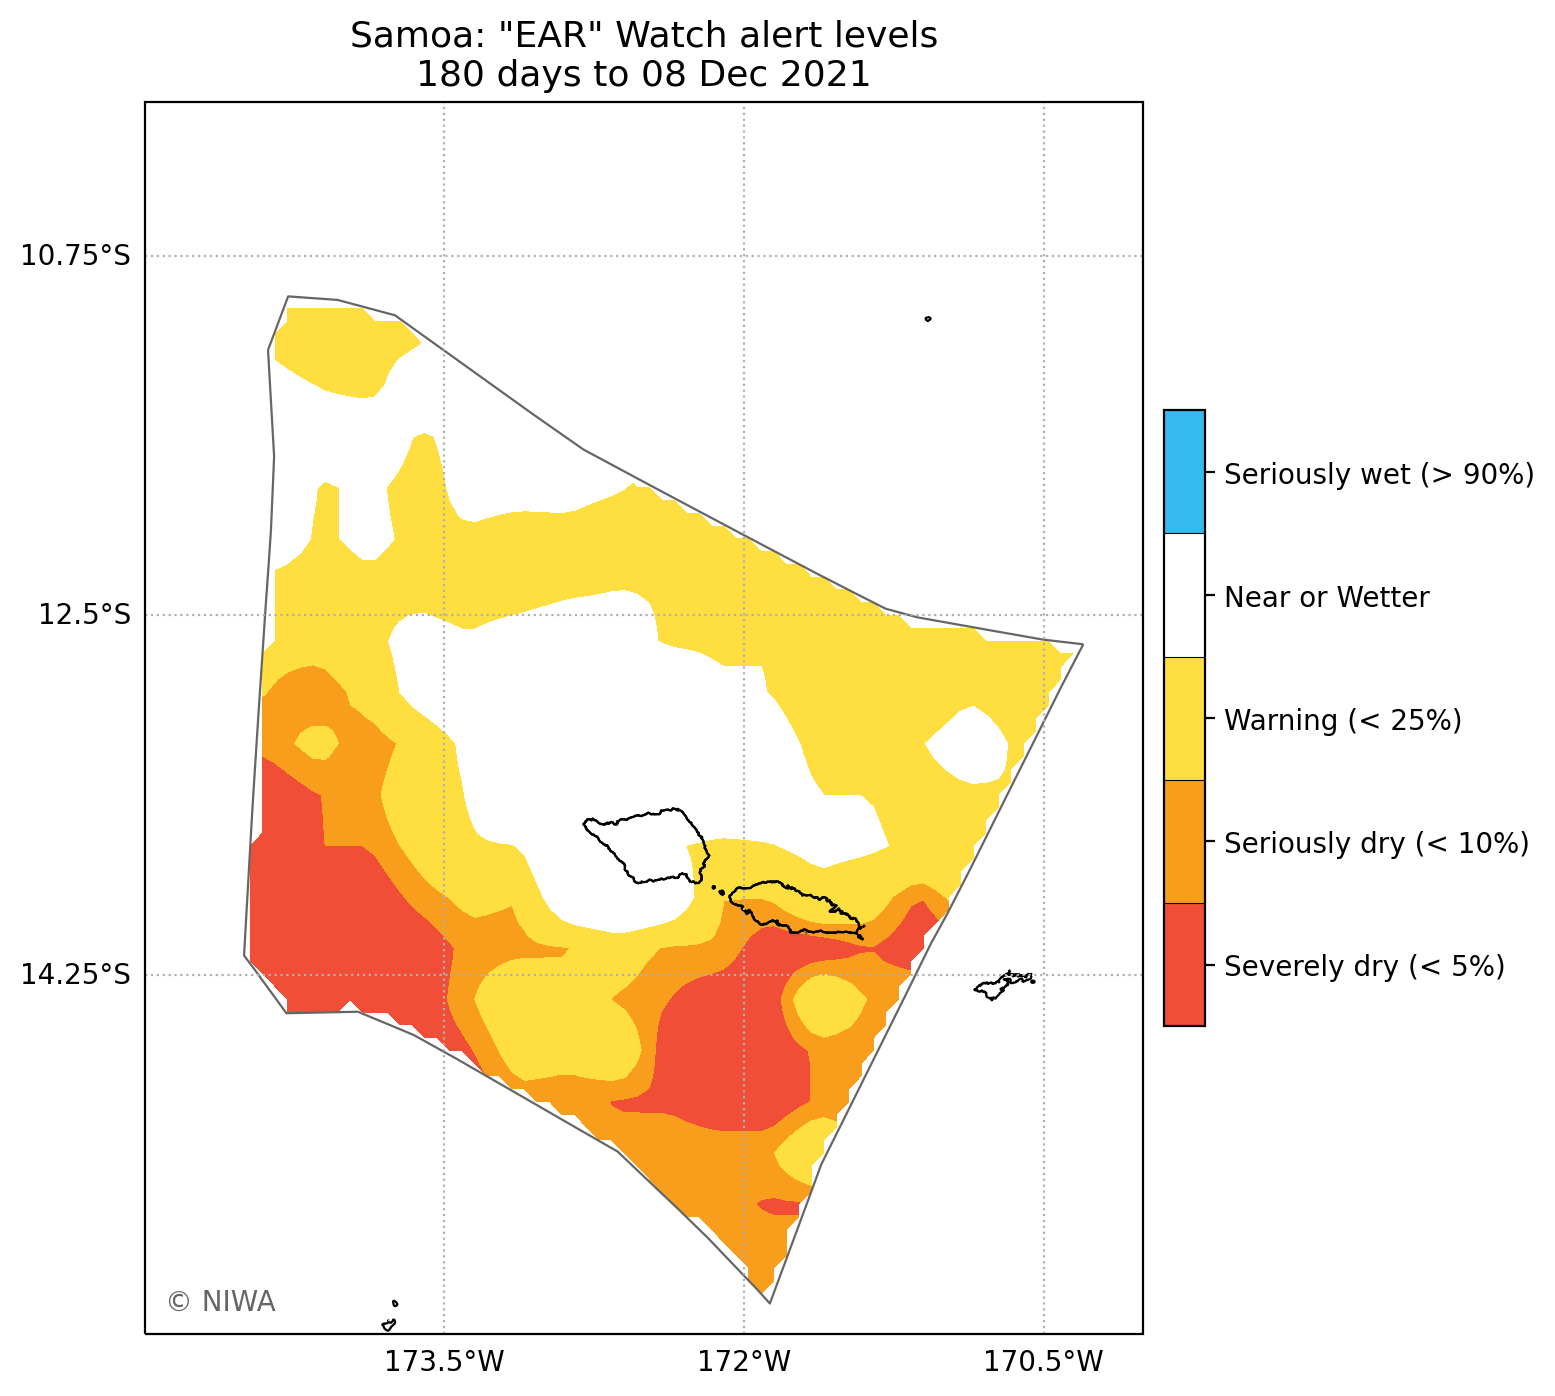 Samoa: "EAR" Watch alert levels
180 days to 08 Dec 2021
10.75°S
12.5°S
14.25°S
173.5°W
172°W
170.5°W
Seriously wet (> 90%)
Near or Wetter
Warning (< 25%)
Seriously dry (< 10%)
Severely dry (< 5%)
© NIWA